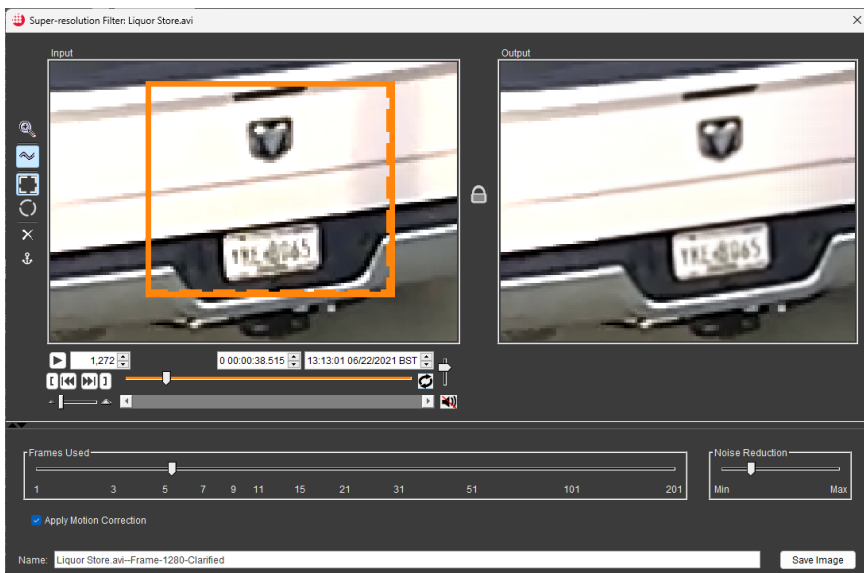 Super-resolution Filter: Liquor Store.avi
Input
Output
1,272
0 00:00:38.515
13:13:01 06/22/2021 BST
Frames Used
1 3 5 7 9 11 15 21 31 51 101 201
Noise Reduction
Min Max
Apply Motion Correction
Name: Liquor Store.avi--Frame-1280-Clarified
Save Image